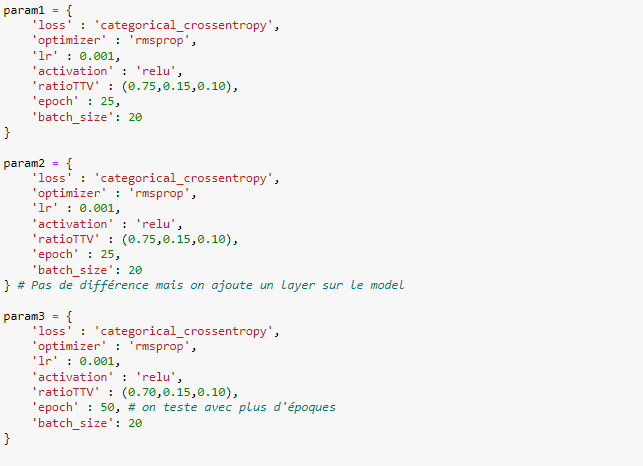 param1 = {
    'loss' : 'categorical_crossentropy',
    'optimizer' : 'rmsprop',
    'lr' : 0.001,
    'activation' : 'relu',
    'ratioTTV' : (0.75,0.15,0.10),
    'epoch' : 25,
    'batch_size': 20
}
param2 = {
    'loss' : 'categorical_crossentropy',
    'optimizer' : 'rmsprop',
    'lr' : 0.001,
    'activation' : 'relu',
    'ratioTTV' : (0.75,0.15,0.10),
    'epoch' : 25,
    'batch_size': 20
} # Pas de différence mais on ajoute un layer sur le model
param3 = {
    'loss' : 'categorical_crossentropy',
    'optimizer' : 'rmsprop',
    'lr' : 0.001,
    'activation' : 'relu',
    'ratioTTV' : (0.70,0.15,0.10),
    'epoch' : 50, # on teste avec plus d'époques
    'batch_size': 20
}